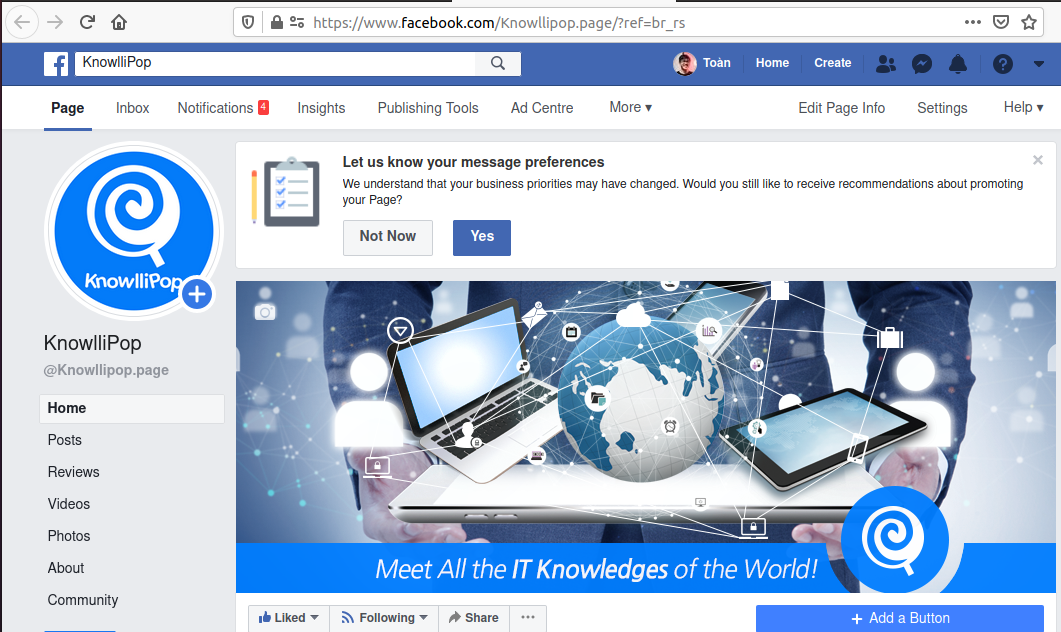 https://www.facebook.com/Knowllipop.page/?ref=br_rs
KnowlliPop
Toàn
Home
Create
Page
Inbox
Notifications 4
Insights
Publishing Tools
Ad Centre
More
Edit Page Info
Settings
Help
Let us know your message preferences
We understand that your business priorities may have changed. Would you still like to receive recommendations about promoting
your Page?
Not Now
Yes
KnowlliPop
KnowlliPop
@Knowllipop.page
Home
Posts
Reviews
Videos
Photos
About
Community
Meet All the IT Knowledges of the World!
Liked
Following
Share
Add a Button